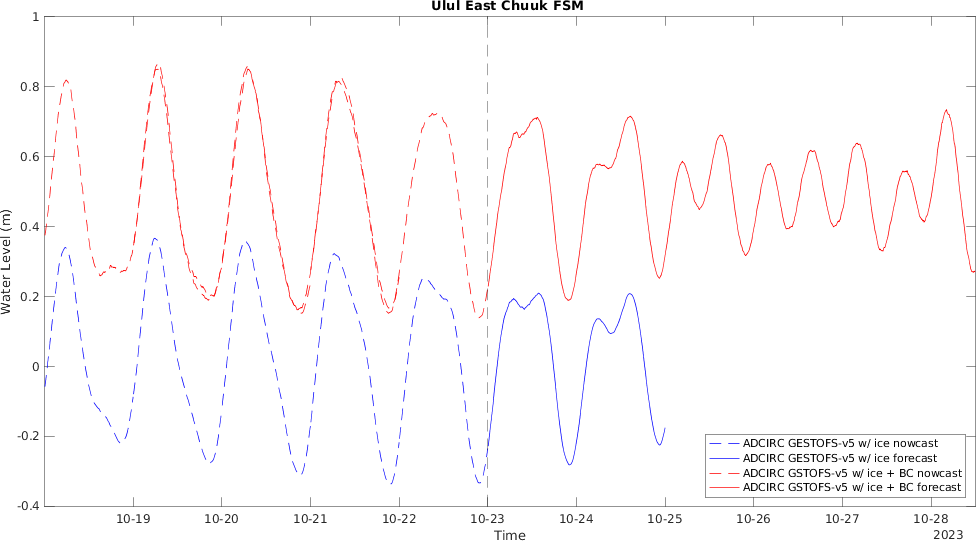 Ulul East Chuuk FSM
1
0.8
0.6
0.4
0.2
0
-0.2
-0.4
Water Level (m)
ADCIRC GESTOFS-v5 w/ ice nowcast
ADCIRC GESTOFS-v5 w/ ice forecast
ADCIRC GSTOFS-v5 w/ ice + BC nowcast
ADCIRC GSTOFS-v5 w/ ice + BC forecast
10-19 10-20 10-21 10-22 10-23 10-24 10-25 10-26 10-27 10-28
Time
2023